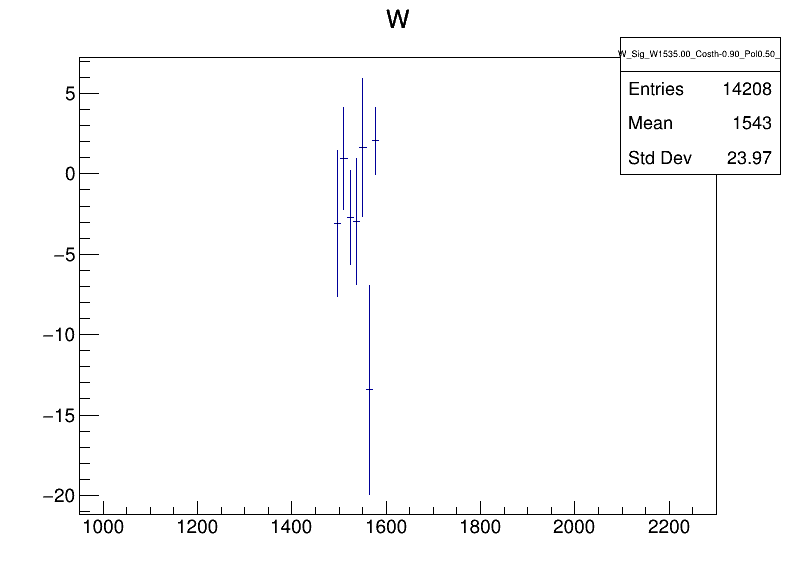 W
W_Sig_W1535.00_Costh-0.90_Pol0.50_
Entries 14208
Mean 1543
Std Dev 23.97
5
0
−5
−10
−15
−20
1000 1200 1400 1600 1800 2000 2200